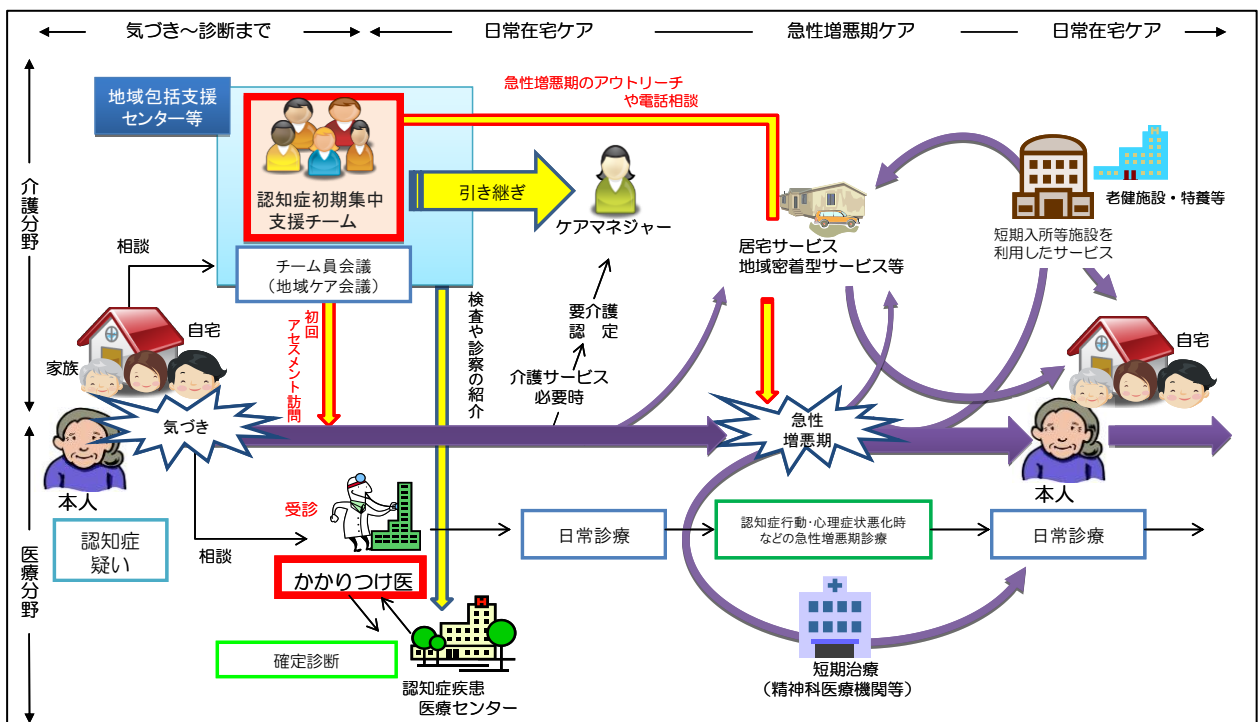 気づき～診断まで
日常在宅ケア
急性増悪期ケア
日常在宅ケア
介護分野
医療分野
地域包括支援
センター等
認知症初期集中
支援チーム
チーム員会議
（地域ケア会議）
急性増悪期のアウトリーチ
や電話相談
引き継ぎ
ケアマネジャー
居宅サービス
地域密着型サービス等
老健施設・特養等
短期入所等施設を
利用したサービス
相談
自宅
家族
初回
アセスメント訪問
検査や診察の紹介
要介護
認定
介護サービス
必要時
自宅
気づき
急性
増悪期
本人
本人
認知症
疑い
相談
受診
かかりつけ医
確定診断
認知症疾患
医療センター
日常診療
認知症行動・心理症状悪化時
などの急性増悪期診療
日常診療
短期治療
（精神科医療機関等）
H